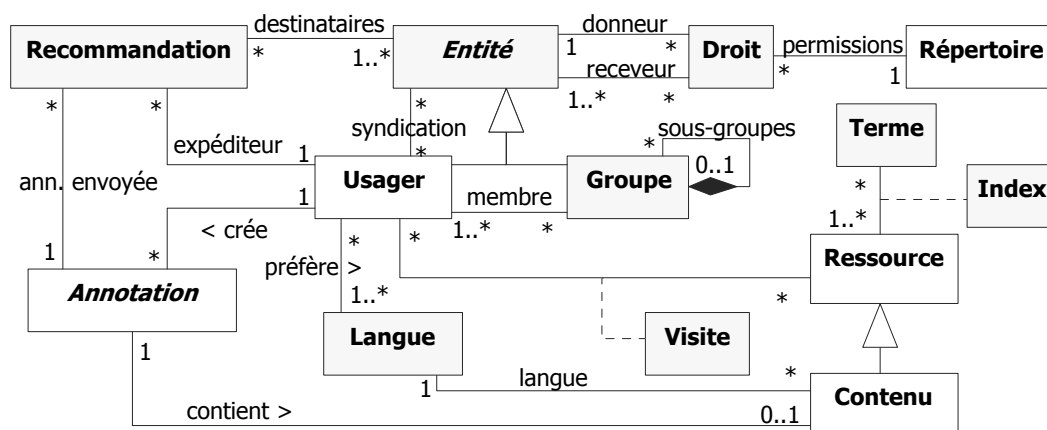 destinataires
donneur
Recommandation
*
1..*
Entité
1
*
Droit
permissions
*
1
Répertoire
receveur
1..*
*
*
*
*
syndication
*
*
sous-groupes
0..1
Terme
expéditeur
1
Usager
Groupe
*
Index
ann. envoyée
1
membre
1..*
*
1..*
< crée
*
*
Ressource
1
*
Annotation
préfère >
1..*
*
Langue
Visite
1
1
langue
*
Contenu
contient >
0..1